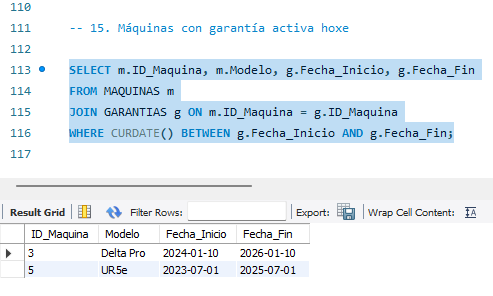 110
111 -- 15. Máquinas con garantía activa hoxe
112
113 SELECT m.ID_Maquina, m.Modelo, g.Fecha_Inicio, g.Fecha_Fin
114 FROM MAQUINAS m
115 JOIN GARANTIAS g ON m.ID_Maquina = g.ID_Maquina
116 WHERE CURDATE() BETWEEN g.Fecha_Inicio AND g.Fecha_Fin;
117
Result Grid Filter Rows: Export: Wrap Cell Content: IA
ID_Maquina Modelo Fecha_Inicio Fecha_Fin
3 Delta Pro 2024-01-10 2026-01-10
5 UR5e 2023-07-01 2025-07-01